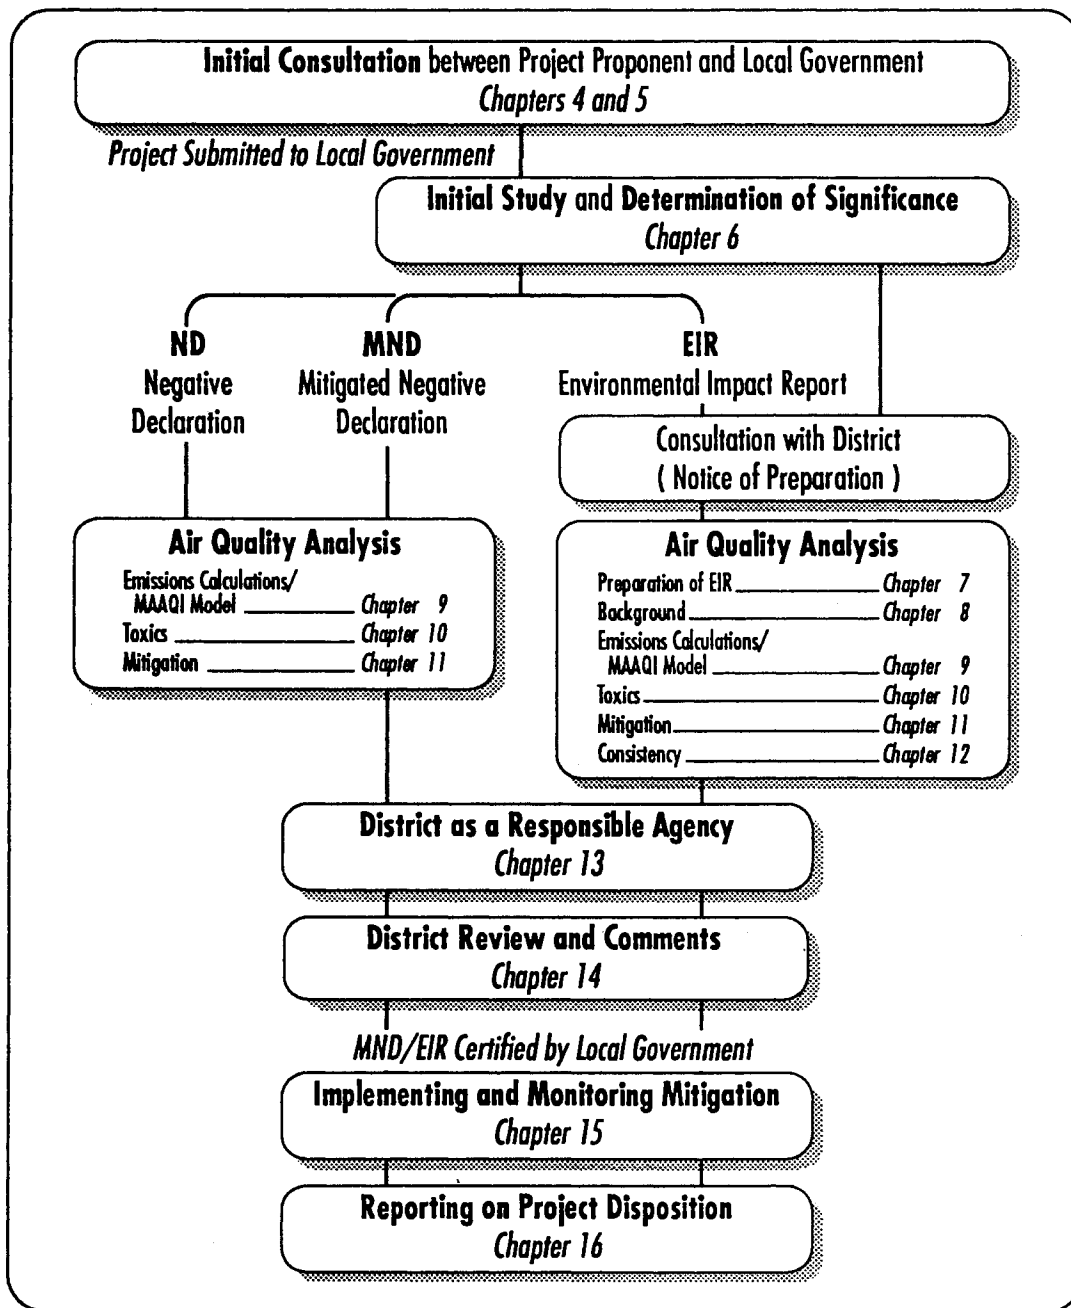 Initial Consultation between Project Proponent and Local Government
Chapters 4 and 5
Project Submitted to Local Government
Initial Study and Determination of Significance
Chapter 6
ND
Negative
Declaration
MND
Mitigated Negative
Declaration
EIR
Environmental Impact Report
Consultation with District
( Notice of Preparation )
Air Quality Analysis
Emissions Calculations/
MAAQI Model Chapter 9
Toxics Chapter 10
Mitigation Chapter 11
Air Quality Analysis
Preparation of EIR Chapter 7
Background Chapter 8
Emissions Calculations/
MAAQI Model Chapter 9
Toxics Chapter 10
Mitigation Chapter 11
Consistency Chapter 12
District as a Responsible Agency
Chapter 13
District Review and Comments
Chapter 14
MND/EIR Certified by Local Government
Implementing and Monitoring Mitigation
Chapter 15
Reporting on Project Disposition
Chapter 16